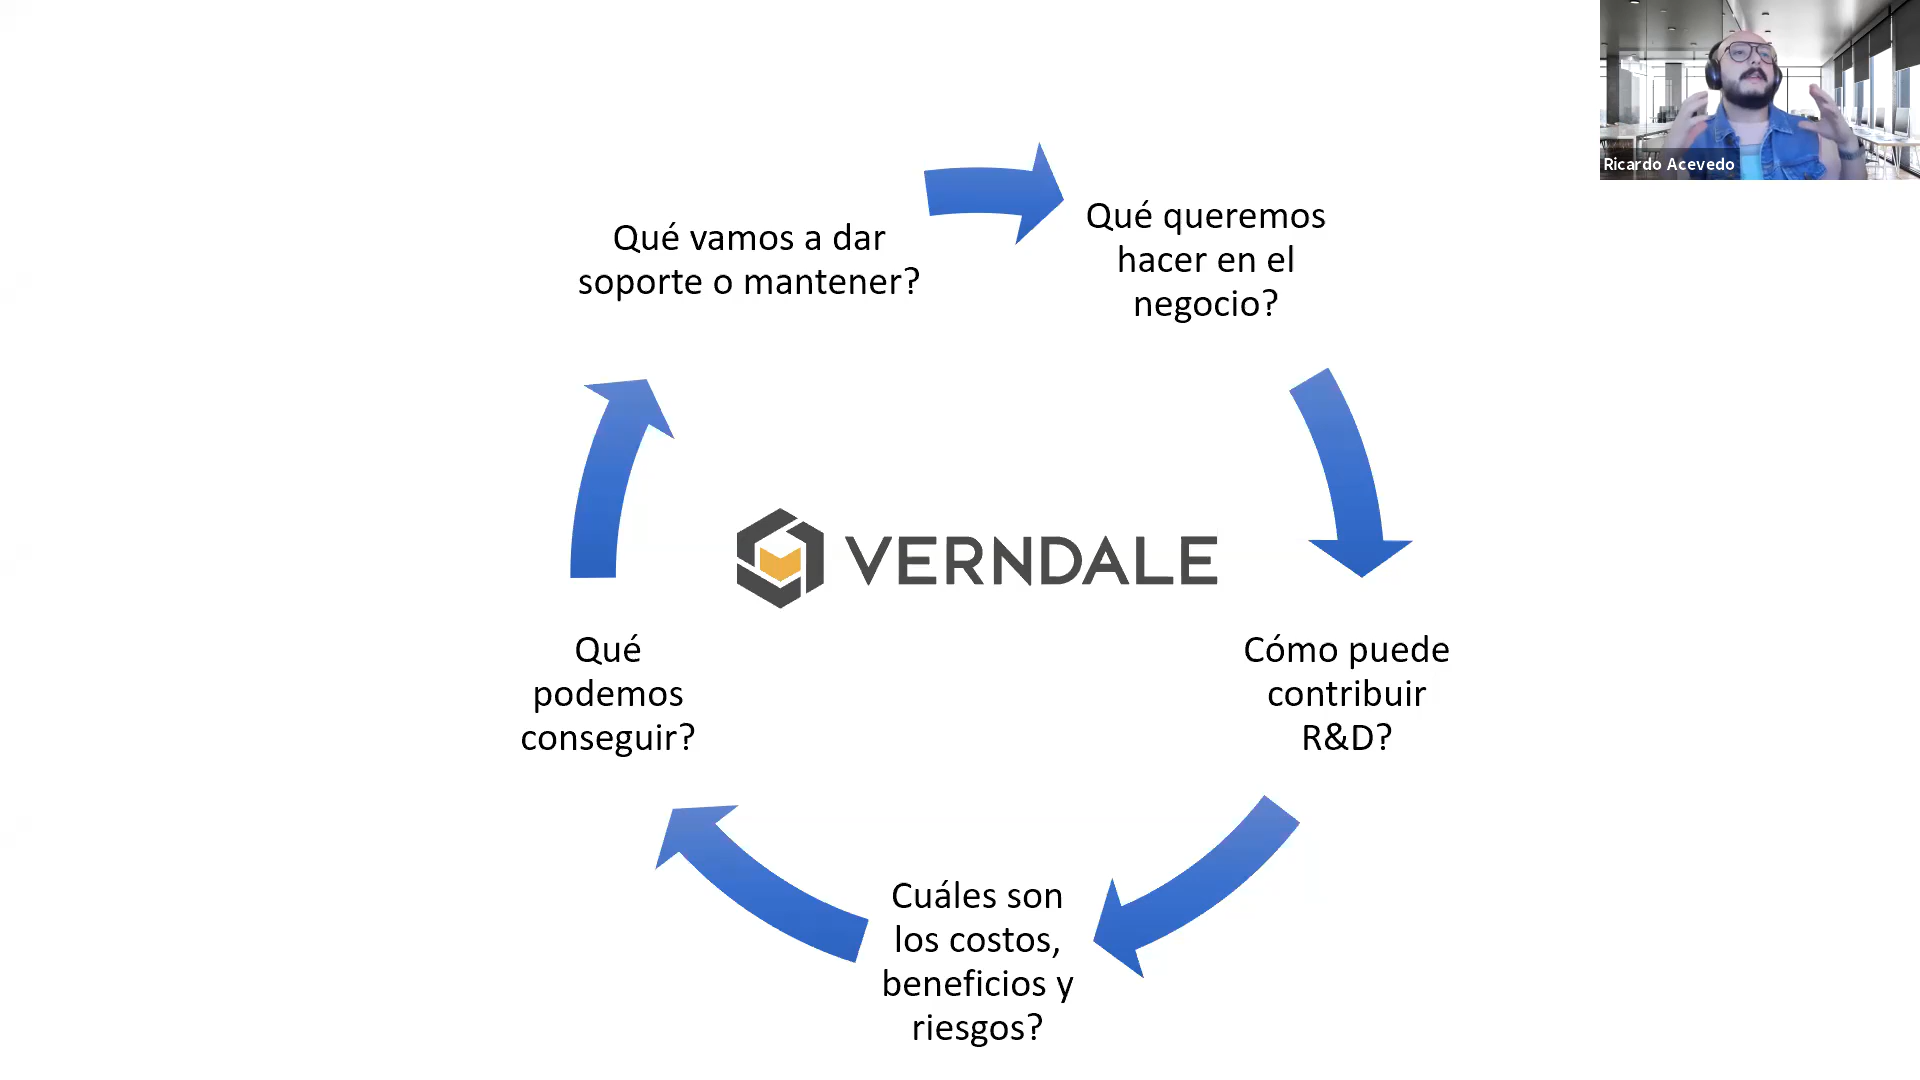 Ricardo Acevedo
Qué vamos a dar
soporte o mantener?
Qué queremos
hacer en el
negocio?
VERNDALE
Qué
podemos
conseguir?
Cómo puede
contribuir
R&D?
Cuáles son
los costos,
beneficios y
riesgos?